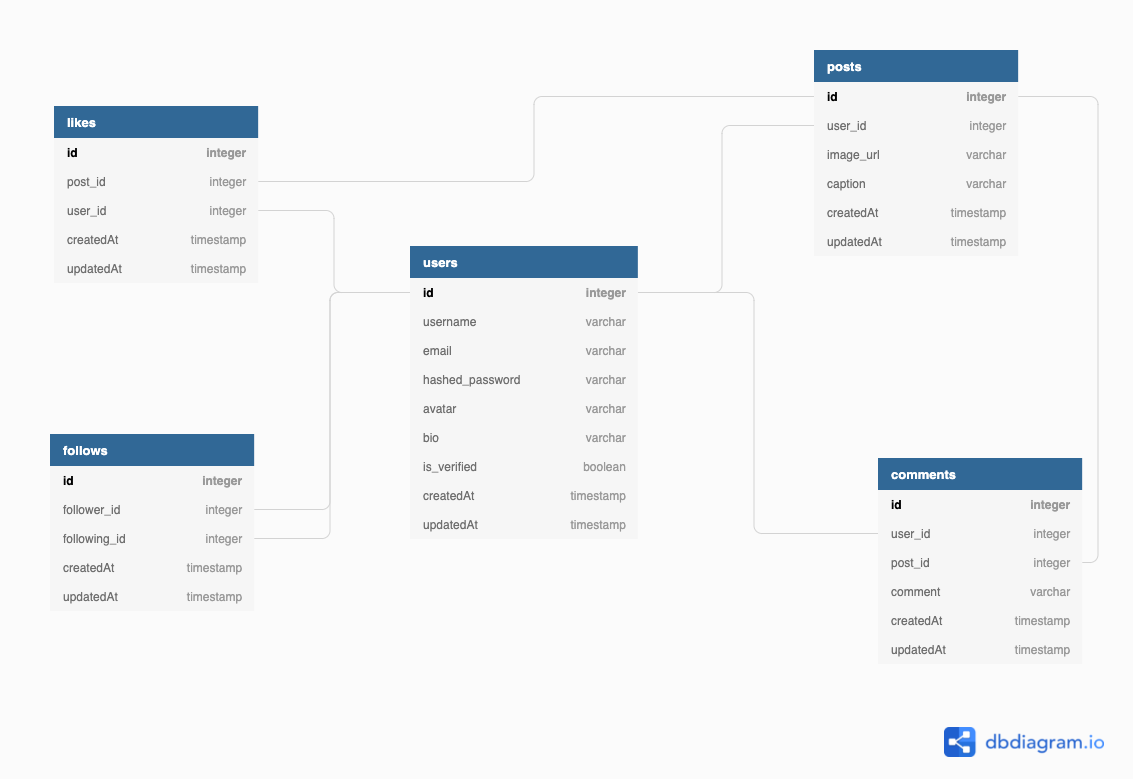 posts
id integer
user_id integer
image_url varchar
caption varchar
createdAt timestamp
updatedAt timestamp
likes
id integer
post_id integer
user_id integer
createdAt timestamp
updatedAt timestamp
users
id integer
username varchar
email varchar
hashed_password varchar
avatar varchar
bio varchar
is_verified boolean
createdAt timestamp
updatedAt timestamp
follows
id integer
follower_id integer
following_id integer
createdAt timestamp
updatedAt timestamp
comments
id integer
user_id integer
post_id integer
comment varchar
createdAt timestamp
updatedAt timestamp
dbdiagram.io